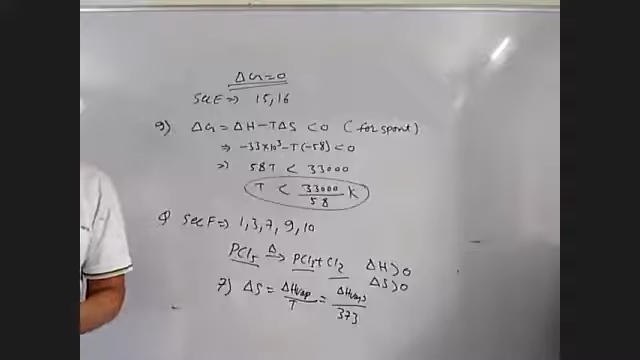 ΔG=0
Sec E ⇒ 15, 16
9) ΔG = ΔH – TΔS < 0 (for spont)
⇒ –33×10³ – T(–58) < 0
⇒ 58T < 33000
T < 33000/58 K
Sec F ⇒ 1, 3, 7, 9, 10
PCl₅ →Δ PCl₃ + Cl₂ ΔH>0
ΔS>0
7) ΔS = ΔHvap/T = ΔHvap/373